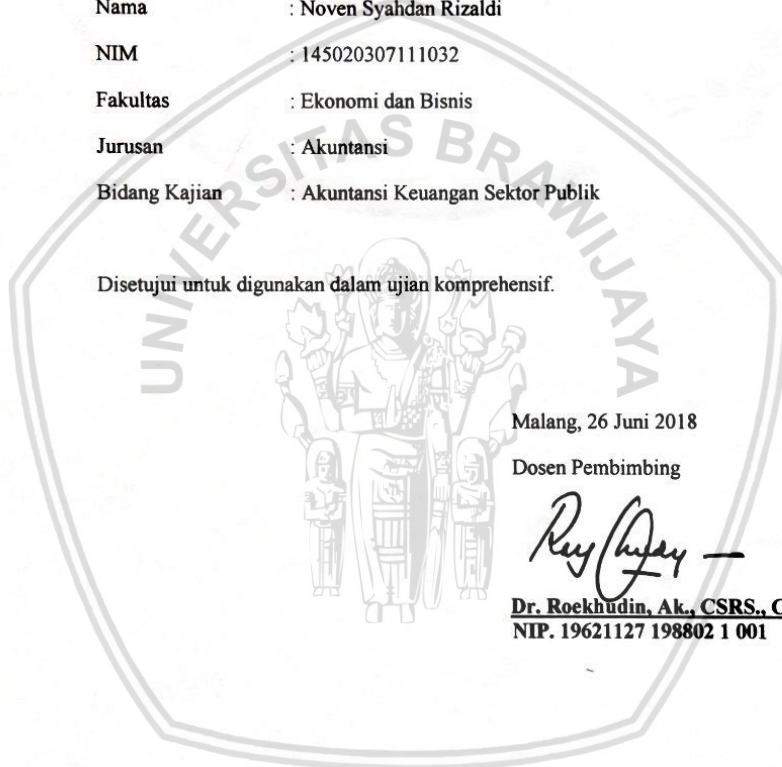 Nama : Noven Syahdan Rizaldi
NIM : 145020307111032
Fakultas : Ekonomi dan Bisnis
Jurusan : Akuntansi
Bidang Kajian : Akuntansi Keuangan Sektor Publik
Disetujui untuk digunakan dalam ujian komprehensif.
UNIVERSITAS BRAWIJAYA
Malang, 26 Juni 2018
Dosen Pembimbing
Dr. Roekhudin, Ak., CSRS.,
NIP. 19621127 198802 1 001